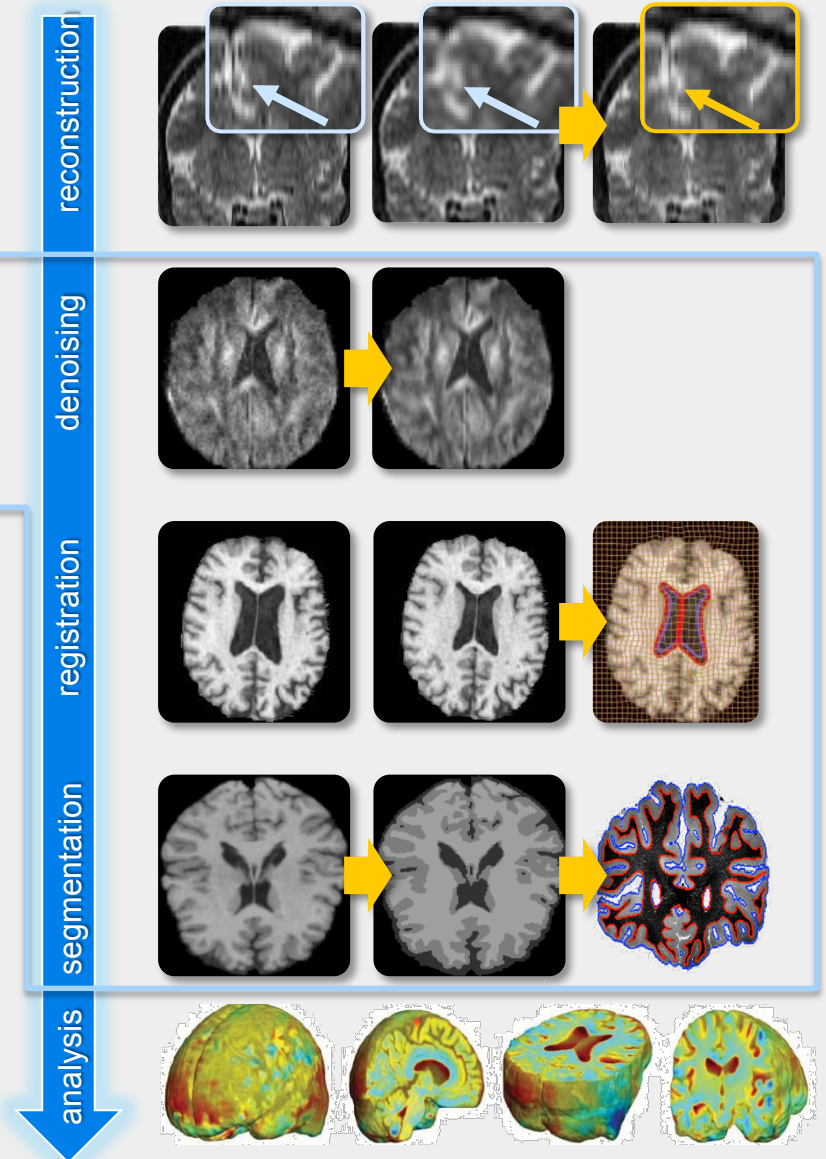 reconstruction
denoising
registration
segmentation
analysis